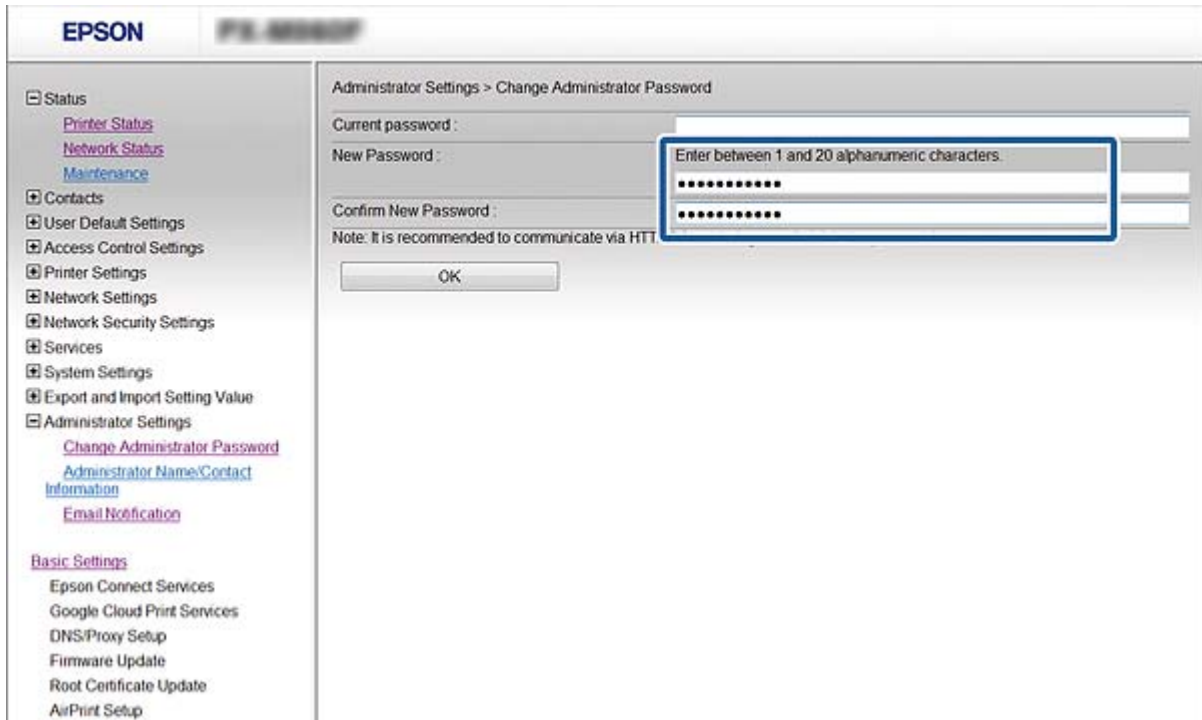 EPSON
Status
Printer Status
Network Status
Maintenance
Contacts
User Default Settings
Access Control Settings
Printer Settings
Network Settings
Network Security Settings
Services
System Settings
Export and Import Setting Value
Administrator Settings
Change Administrator Password
Administrator Name/Contact
Information
Email Notification
Basic Settings
Epson Connect Services
Google Cloud Print Services
DNS/Proxy Setup
Firmware Update
Root Certificate Update
AirPrint Setup
Administrator Settings > Change Administrator Password
Current password :
New Password :
Enter between 1 and 20 alphanumeric characters.
•••••••••••
Confirm New Password :
•••••••••••
Note: It is recommended to communicate via
OK